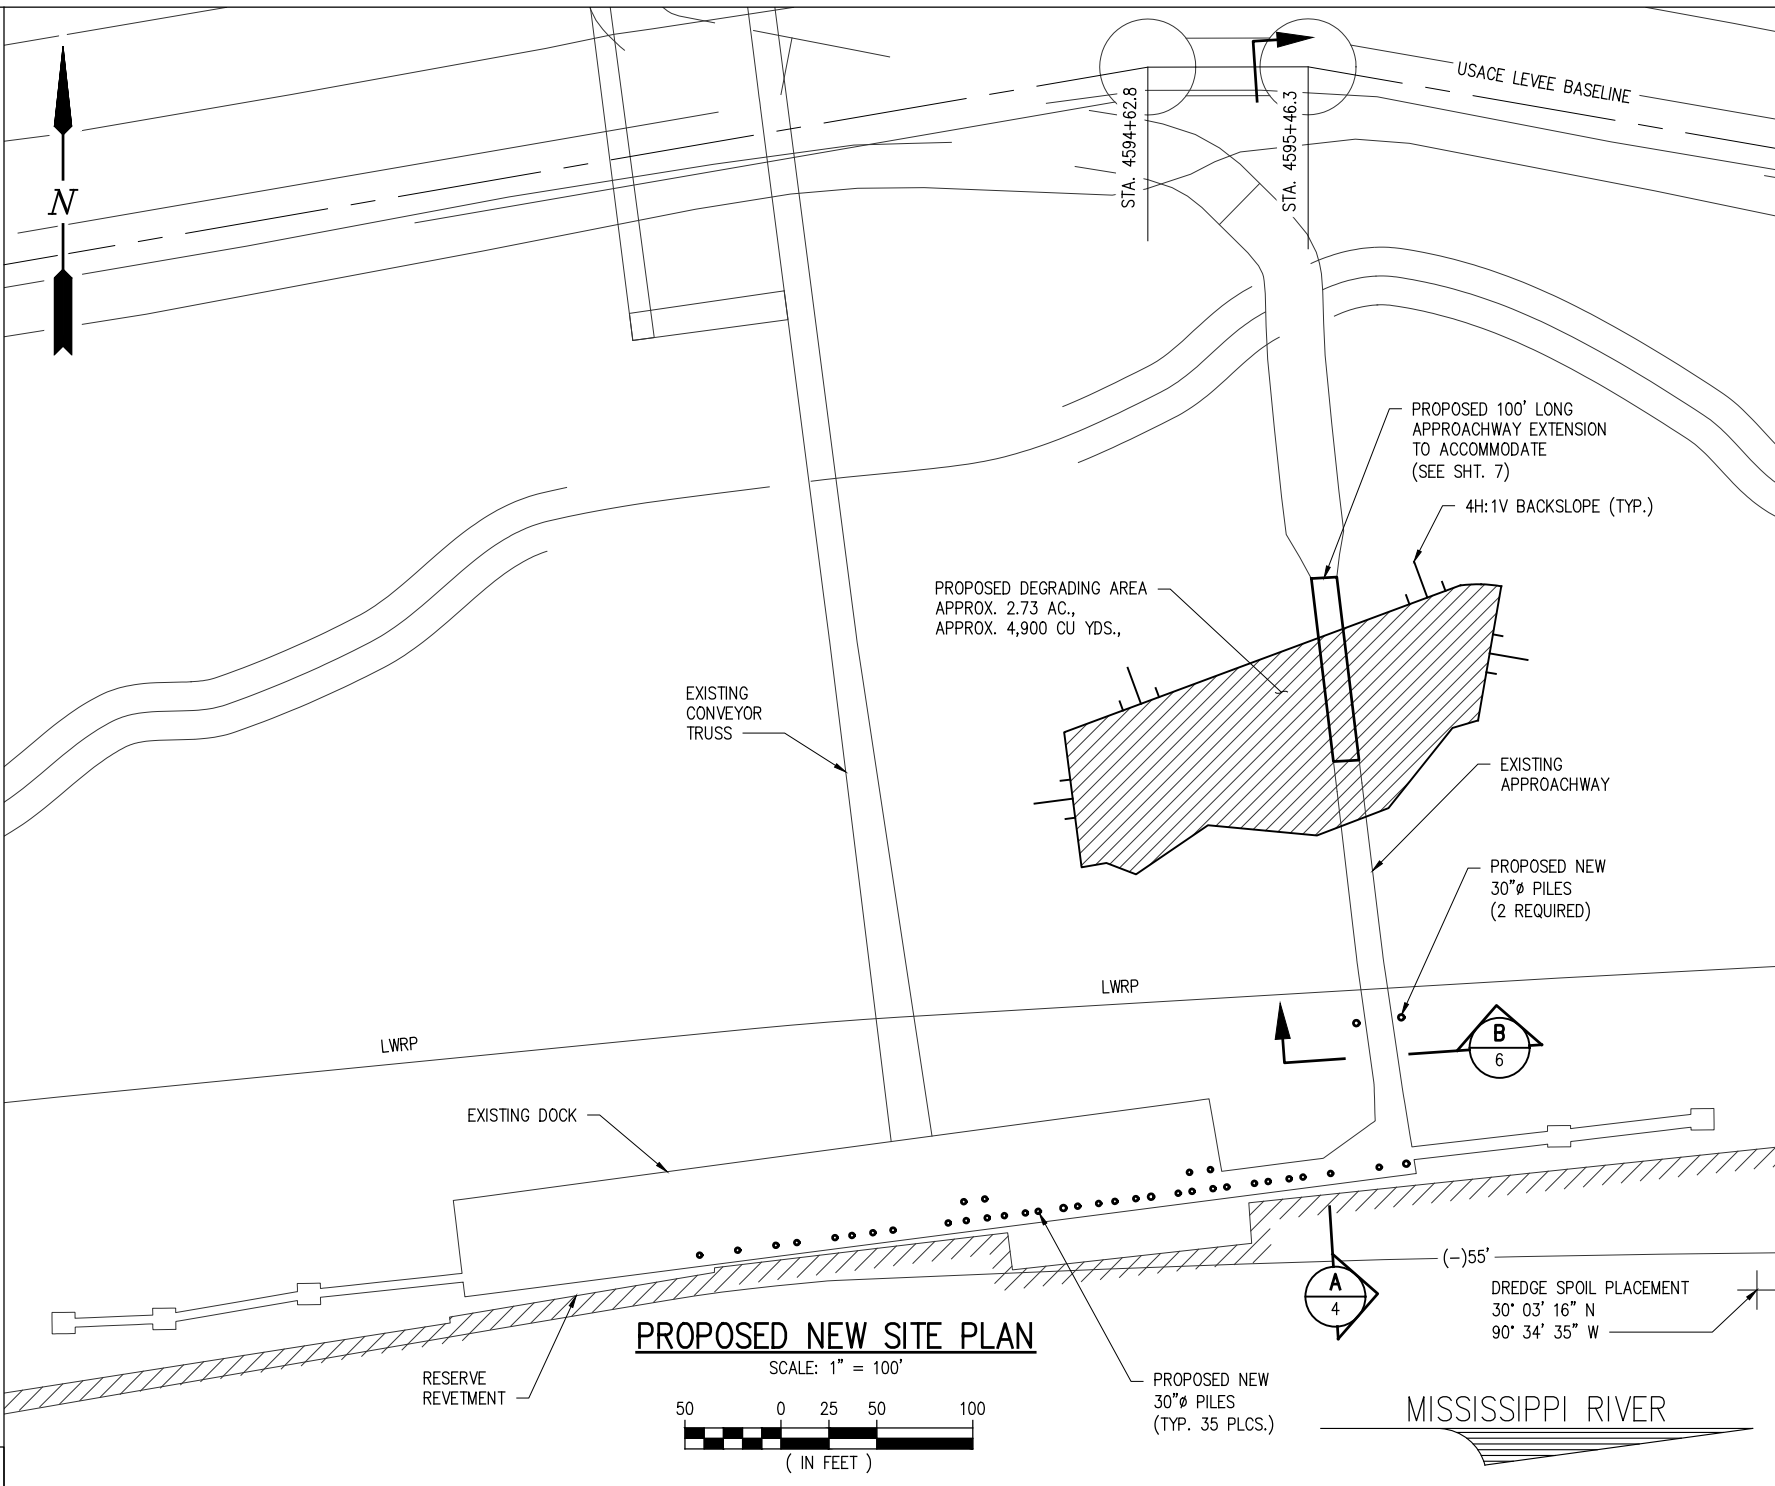 N
USACE LEVEE BASELINE
STA. 4594+62.8
STA. 4595+46.3
PROPOSED 100' LONG
APPROACHWAY EXTENSION
TO ACCOMMODATE
(SEE SHT. 7)
4H:1V BACKSLOPE (TYP.)
PROPOSED DEGRADING AREA
APPROX. 2.73 AC.,
APPROX. 4,900 CU YDS.,
EXISTING
CONVEYOR
TRUSS
EXISTING
APPROACHWAY
PROPOSED NEW
30"ø PILES
(2 REQUIRED)
LWRP
LWRP
B
6
EXISTING DOCK
(-)55'
A
4
DREDGE SPOIL PLACEMENT
30° 03' 16" N
90° 34' 35" W
PROPOSED NEW SITE PLAN
SCALE: 1" = 100'
RESERVE
REVETMENT
PROPOSED NEW
30"ø PILES
(TYP. 35 PLCS.)
50 0 25 50 100
( IN FEET )
MISSISSIPPI RIVER